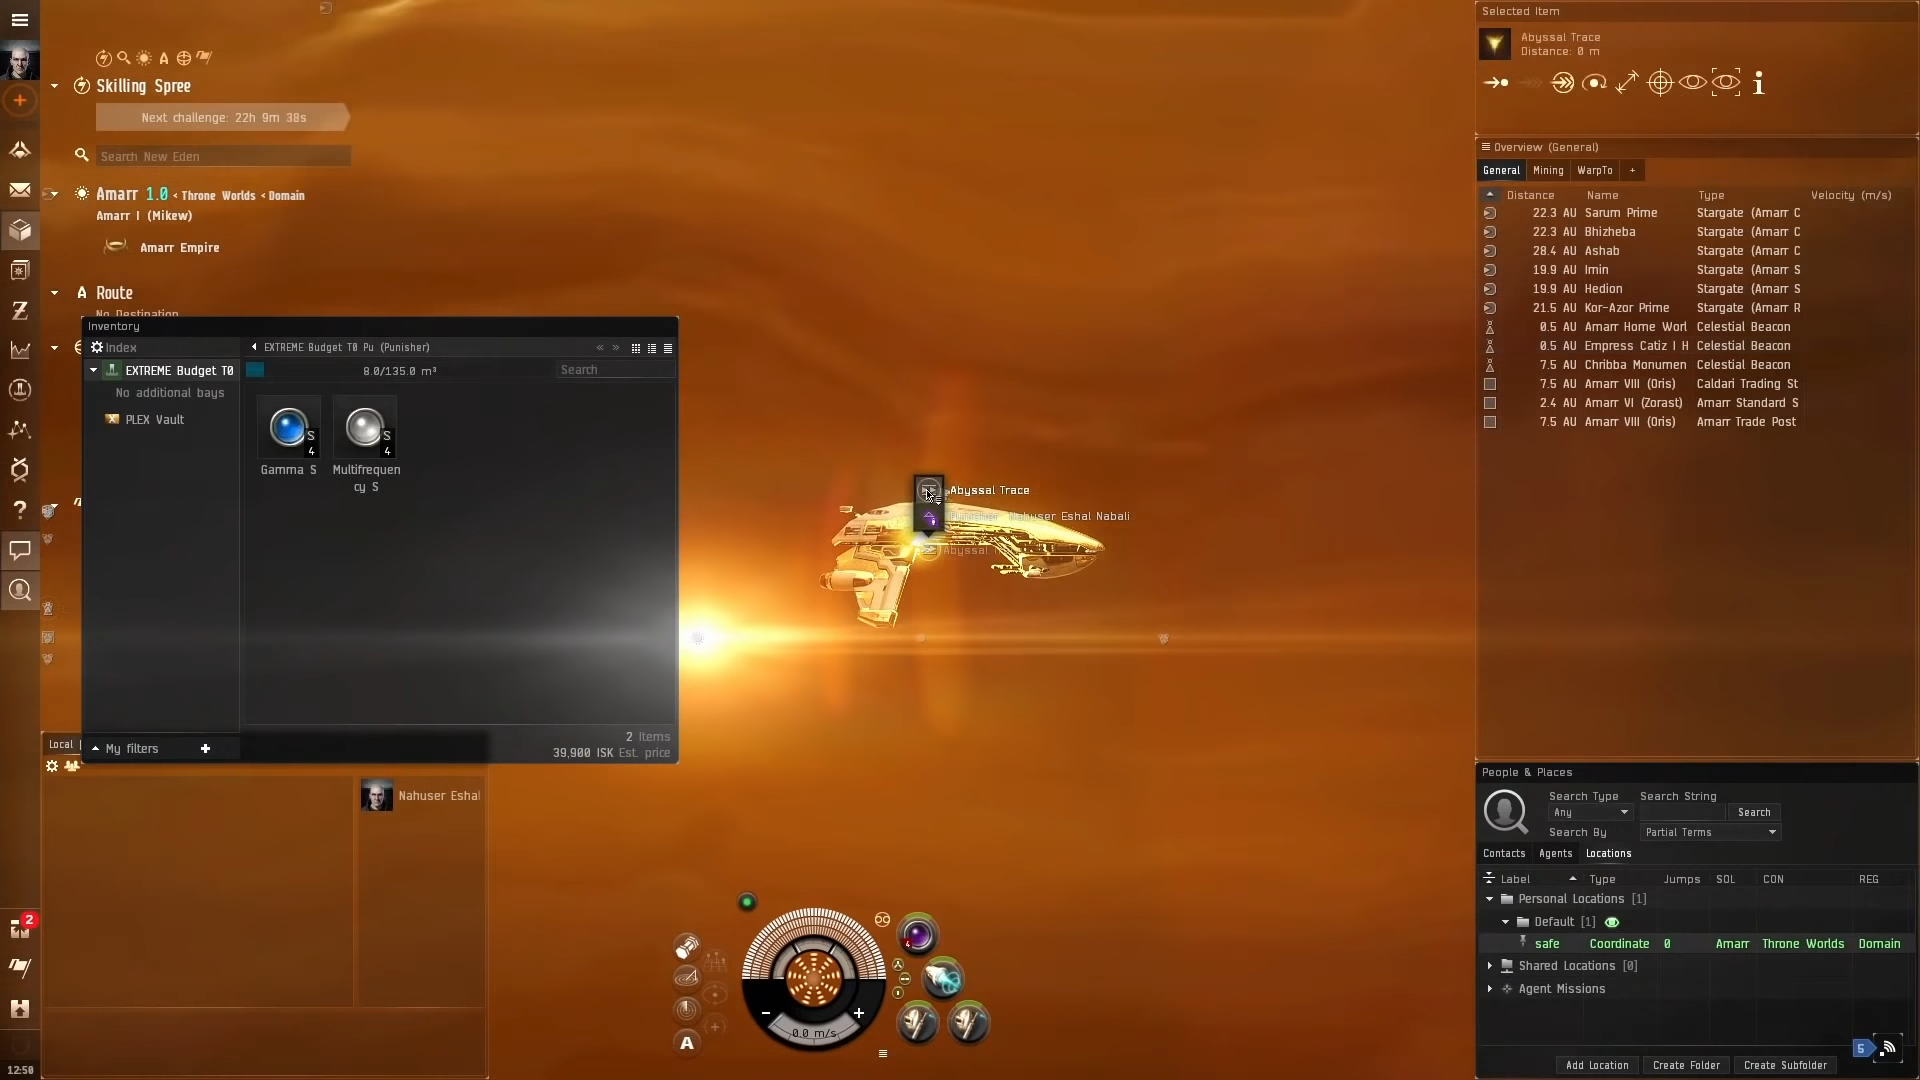 Skilling Spree
Next challenge: 22h 9m 38s
Search New Eden
Amarr 1.0 < Throne Worlds < Domain
Amarr I (Mikew)
Amarr Empire
Route
No Destination
Inventory
Index
EXTREME Budget T0 Pu (Punisher)
EXTREME Budget T0
8.0/135.0 m³
Search
No additional bays
PLEX Vault
S
4
S
4
Gamma S
Multifrequen
cy S
My filters
2 Items
39,900 ISK Est. price
Local
Nahuser Eshal
2
12:50
Abyssal Trace
Nahuser Eshal Nabali
Abyssal
4
0.0 m/s
A
Selected Item
Abyssal Trace
Distance: 0 m
Overview (General)
General Mining WarpTo +
Distance Name Type Velocity (m/s)
22.3 AU Sarum Prime Stargate (Amarr C
22.3 AU Bhizheba Stargate (Amarr C
28.4 AU Ashab Stargate (Amarr C
19.9 AU Imin Stargate (Amarr S
19.9 AU Hedion Stargate (Amarr S
21.5 AU Kor-Azor Prime Stargate (Amarr R
0.5 AU Amarr Home Worl Celestial Beacon
0.5 AU Empress Catiz I H Celestial Beacon
7.5 AU Chribba Monumen Celestial Beacon
7.5 AU Amarr VIII (Oris) Caldari Trading St
2.4 AU Amarr VI (Zorast) Amarr Standard S
7.5 AU Amarr VIII (Oris) Amarr Trade Post
People & Places
Search Type Search String
Any Search
Search By Partial Terms
Contacts Agents Locations
Label Type Jumps SOL CON REG
Personal Locations [1]
Default [1]
safe Coordinate 0 Amarr Throne Worlds Domain
Shared Locations [0]
Agent Missions
5
Add Location Create Folder Create Subfolder